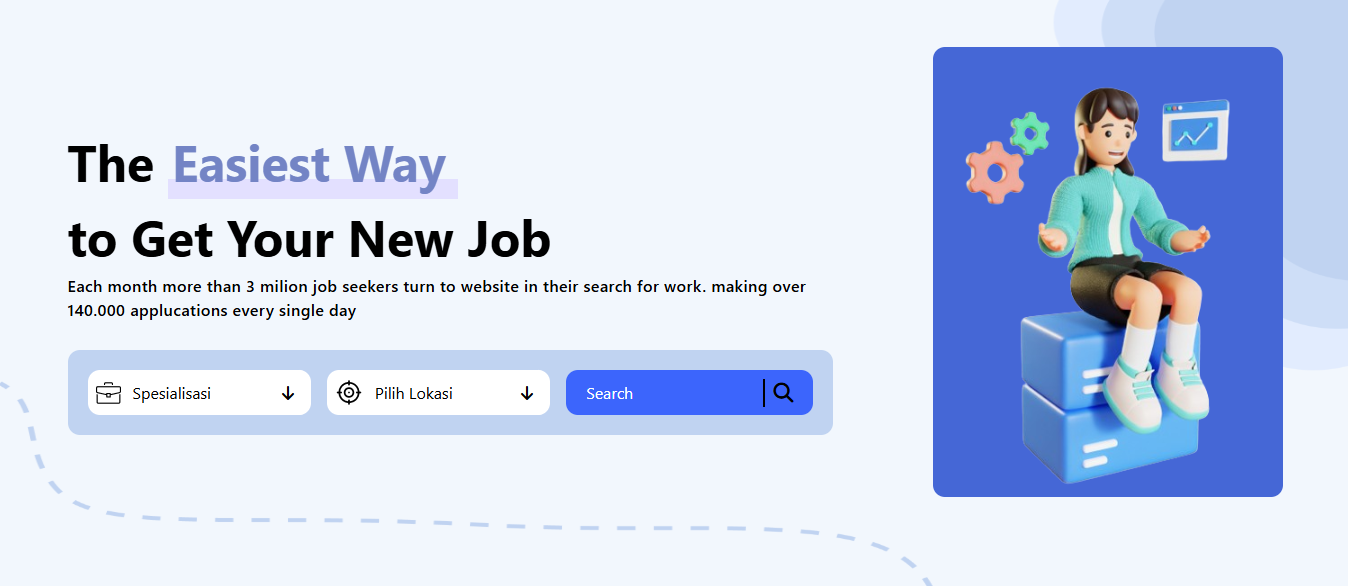 The Easiest Way
to Get Your New Job
Each month more than 3 milion job seekers turn to website in their search for work. making over
140.000 applucations every single day
Spesialisasi
Pilih Lokasi
Search